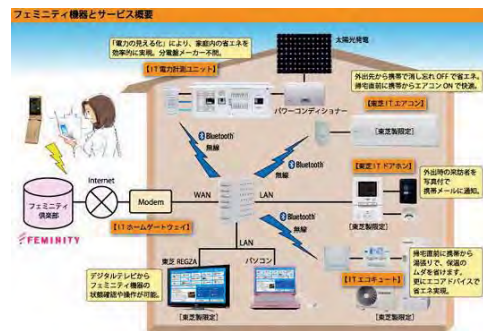 フェミニティ機器とサービス概要
「電力の見える化」により、家庭内の省エネを
効率的に実現。分電盤メーカー不問。
【IT電力計測ユニット】
太陽光発電
パワーコンディショナー
外出先から携帯で消し忘れOFFで省エネ。
帰宅直前に携帯からエアコンONで快適。
【東芝ITエアコン】
[東芝製限定]
Bluetooth
無線
Bluetooth
無線
【東芝ITドアホン】
外出時の来訪者を
写真付で
携帯メールに通知。
[東芝製限定]
Internet
フェミニティ
倶楽部
FEMINITY
Modem
WAN
LAN
【ITホームゲートウェイ】
Bluetooth
無線
LAN
帰宅直前に携帯から
湯張りで、保温の
ムダを省けます。
更にエコアドバイスで
省エネ実現。
【ITエコキュート】
[東芝製限定]
デジタルテレビから
フェミニティ機器の
状態確認や操作が可能。
東芝 REGZA
パソコン
[東芝製限定]